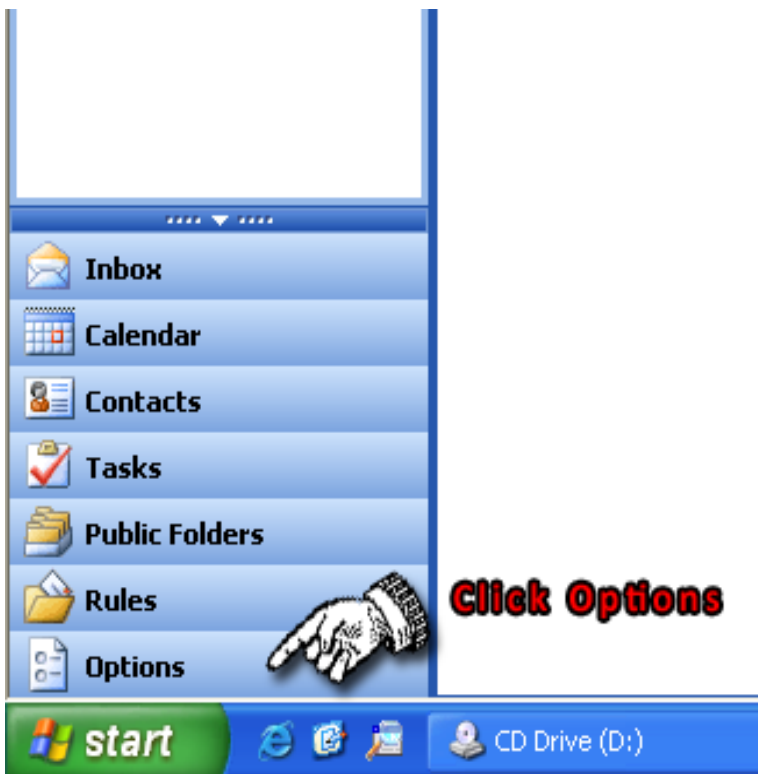 Inbox
Calendar
Contacts
Tasks
Public Folders
Rules
Click Options
Options
start
CD Drive (D:)